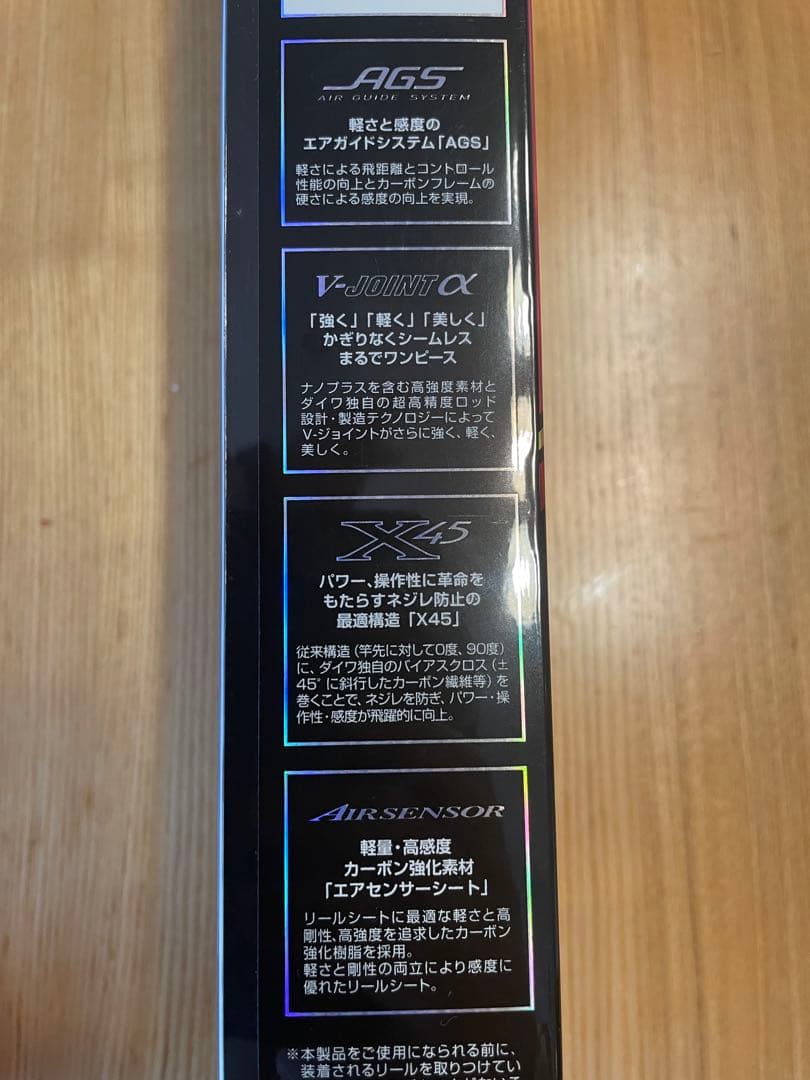 AGS
AIR GUIDE SYSTEM
軽さと感度の
エアガイドシステム「AGS」
軽さによる飛距離とコントロール
性能の向上とカーボンフレームの
硬さによる感度の向上を実現。
V-JOINT α
「強く」「軽く」「美しく」
かぎりなくシームレス
まるでワンピース
ナノプラスを含む高強度素材と
ダイワ独自の超高精度ロッド
設計・製造テクノロジーによって
V-ジョイントがさらに強く、軽く、
美しく。
X45
パワー、操作性に革命を
もたらすネジレ防止の
最適構造「X45」
従来構造(竿先に対して0度、90度)
に、ダイワ独自のバイアスクロス(±
45°に斜行したカーボン繊維等)を
巻くことで、ネジレを防ぎ、パワー・操
作性・感度が飛躍的に向上。
AIRSENSOR
軽量・高感度
カーボン強化素材
「エアセンサーシート」
リールシートに最適な軽さと高
剛性、高強度を追求したカーボン
強化樹脂を採用。
軽さと剛性の両立により感度に
優れたリールシート。
※本製品をご使用になられる前に、
装着されるリールを取りつけてい